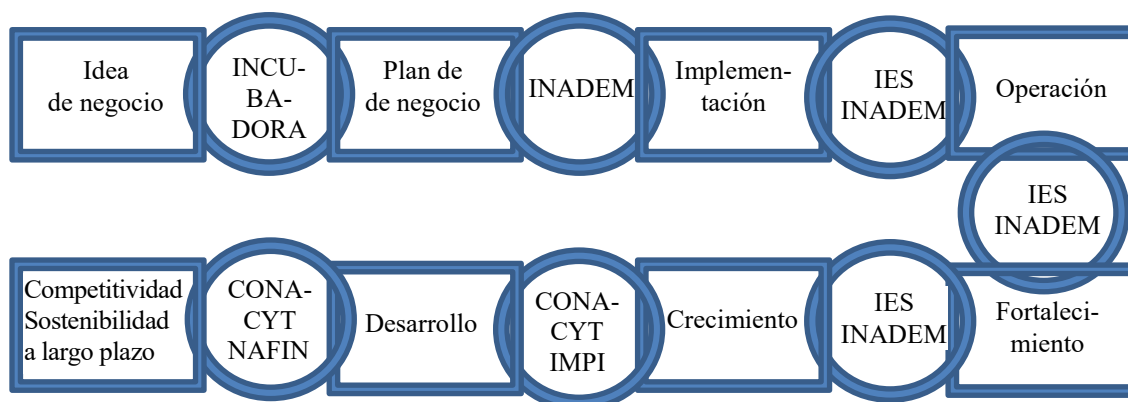 Idea
de negocio
INCU-
BA-
DORA
Plan de
de negocio
INADEM
Implemen-
tación
IES
INADEM
Operación
IES
INADEM
Competitividad
Sostenibilidad
a largo plazo
CONA-
CYT
NAFIN
Desarrollo
CONA-
CYT
IMPI
Crecimiento
IES
INADEM
Fortaleci-
miento